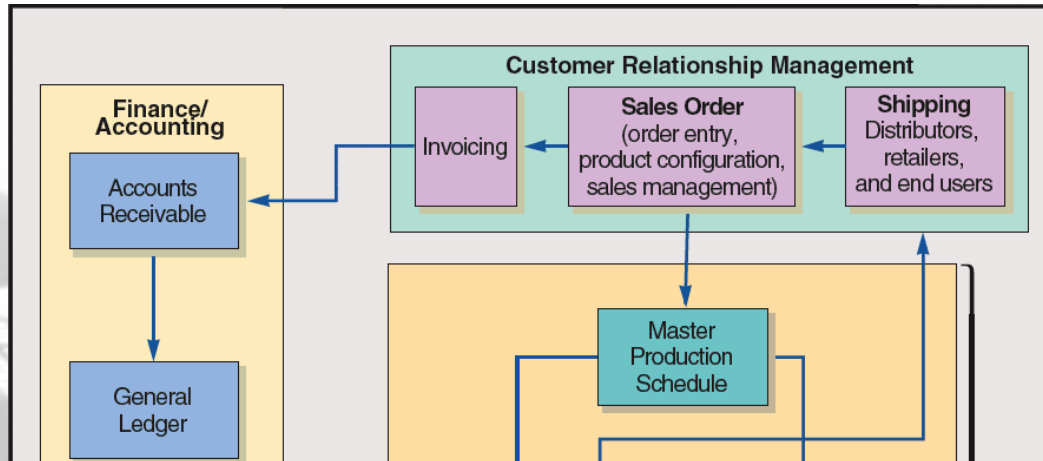 Customer Relationship Management
Finance/
Accounting
Invoicing
Sales Order
(order entry,
product configuration,
sales management)
Shipping
Distributors,
retailers,
and end users
Accounts
Receivable
Master
Production
Schedule
General
Ledger